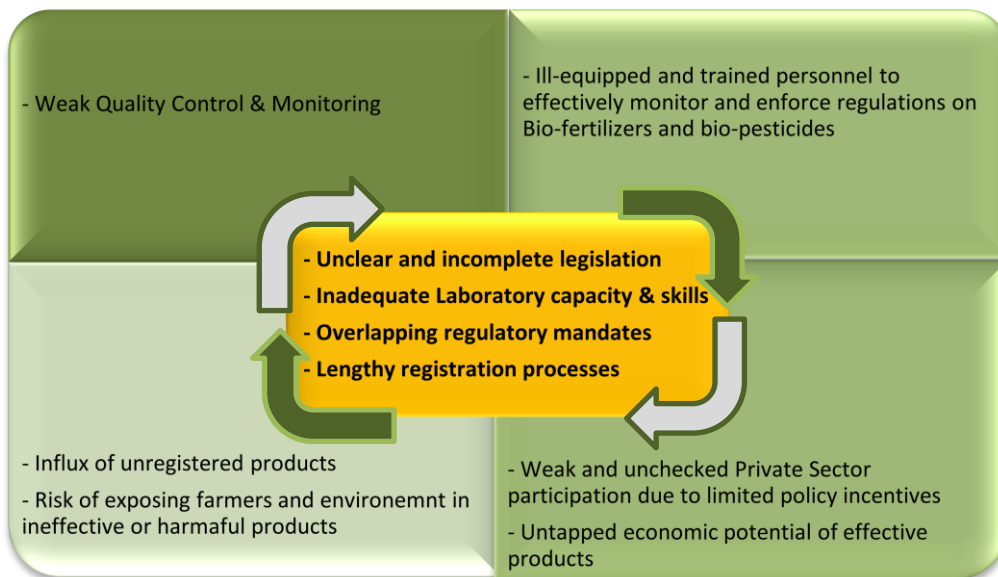 - Weak Quality Control & Monitoring
- Ill-equipped and trained personnel to
effectively monitor and enforce regulations on
Bio-fertilizers and bio-pesticides
- Unclear and incomplete legislation
- Inadequate Laboratory capacity & skills
- Overlapping regulatory mandates
- Lengthy registration processes
- Influx of unregistered products
- Risk of exposing farmers and environemnt in
ineffective or harmaful products
- Weak and unchecked Private Sector
participation due to limited policy incentives
- Untapped economic potential of effective
products